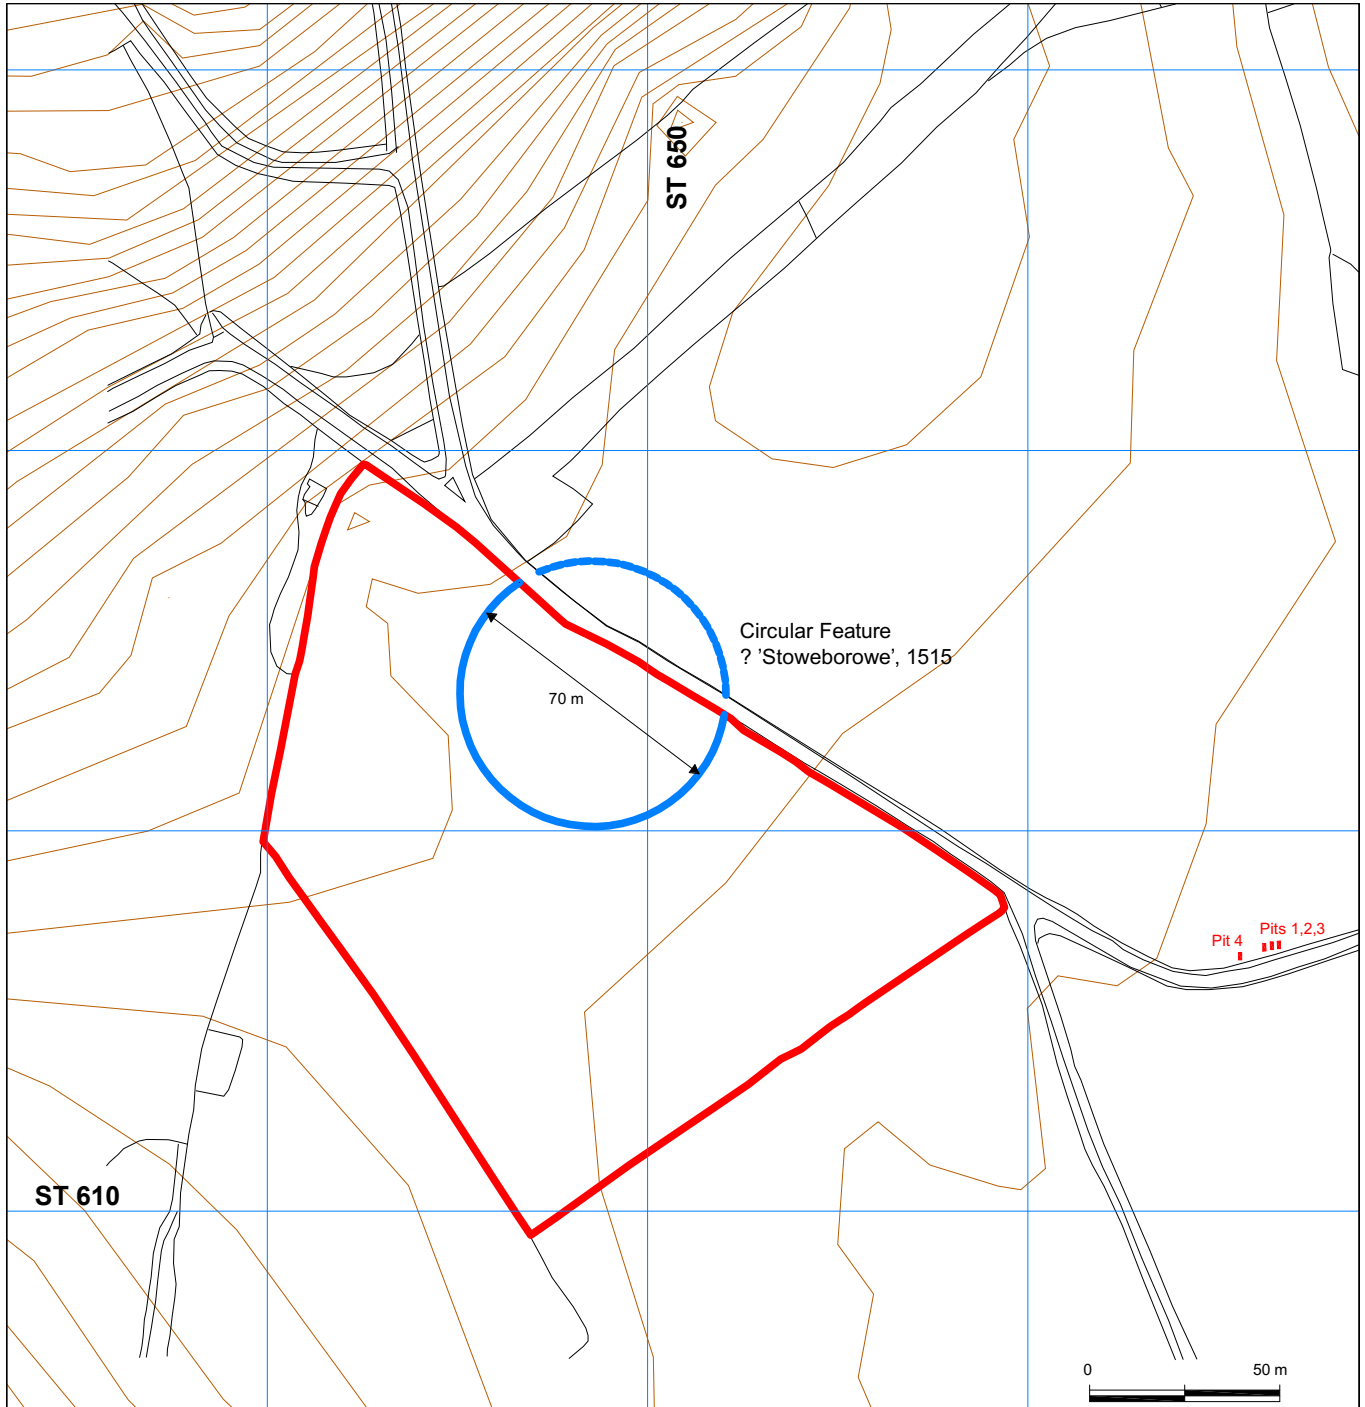 ST 650
Circular Feature
? 'Stoweborowe', 1515
70 m
Pit 4
Pits 1,2,3
ST 610
0
50 m